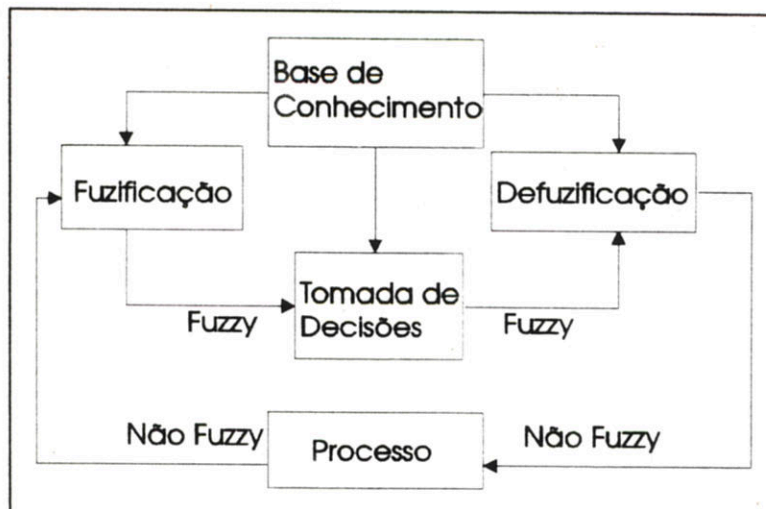 Base de
Conhecimento
Fuzificação
Defuzificação
Tomada de
Decisões
Fuzzy
Fuzzy
Não Fuzzy
Processo
Não Fuzzy